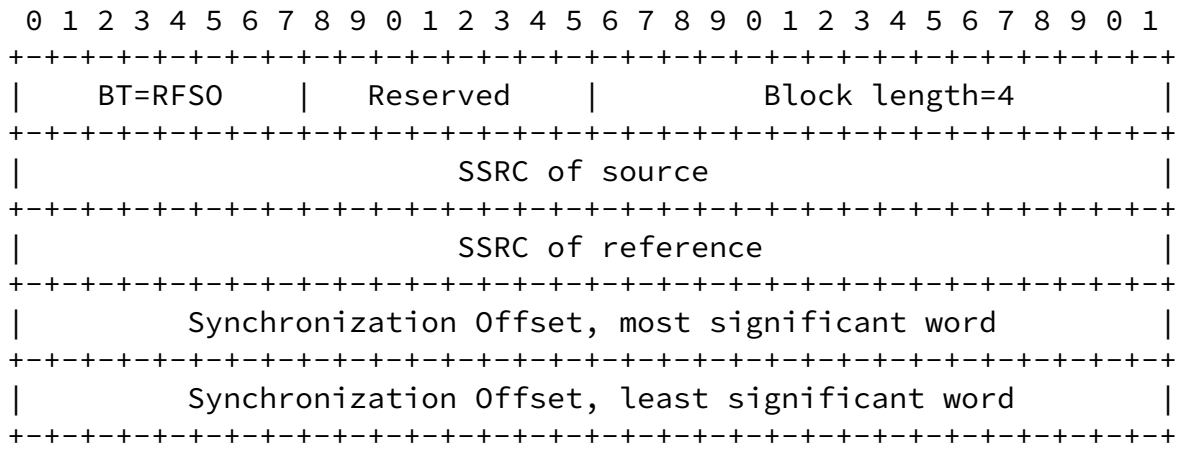 0 1 2 3 4 5 6 7 8 9 0 1 2 3 4 5 6 7 8 9 0 1 2 3 4 5 6 7 8 9 0 1
+-+-+-+-+-+-+-+-+-+-+-+-+-+-+-+-+-+-+-+-+-+-+-+-+-+-+-+-+-+-+-+-+
|    BT=RFSO    |   Reserved    |         Block length=4        |
+-+-+-+-+-+-+-+-+-+-+-+-+-+-+-+-+-+-+-+-+-+-+-+-+-+-+-+-+-+-+-+-+
|                        SSRC of source                         |
+-+-+-+-+-+-+-+-+-+-+-+-+-+-+-+-+-+-+-+-+-+-+-+-+-+-+-+-+-+-+-+-+
|                        SSRC of reference                      |
+-+-+-+-+-+-+-+-+-+-+-+-+-+-+-+-+-+-+-+-+-+-+-+-+-+-+-+-+-+-+-+-+
|         Synchronization Offset, most significant word         |
+-+-+-+-+-+-+-+-+-+-+-+-+-+-+-+-+-+-+-+-+-+-+-+-+-+-+-+-+-+-+-+-+
|         Synchronization Offset, least significant word        |
+-+-+-+-+-+-+-+-+-+-+-+-+-+-+-+-+-+-+-+-+-+-+-+-+-+-+-+-+-+-+-+-+